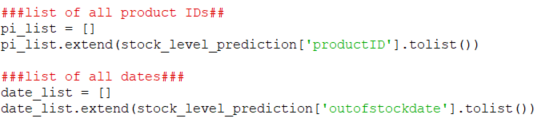 ###list of all product IDs##
pi_list = []
pi_list.extend(stock_level_prediction['productID'].tolist())
###list of all dates###
date_list = []
date_list.extend(stock_level_prediction['outofstockdate'].tolist())